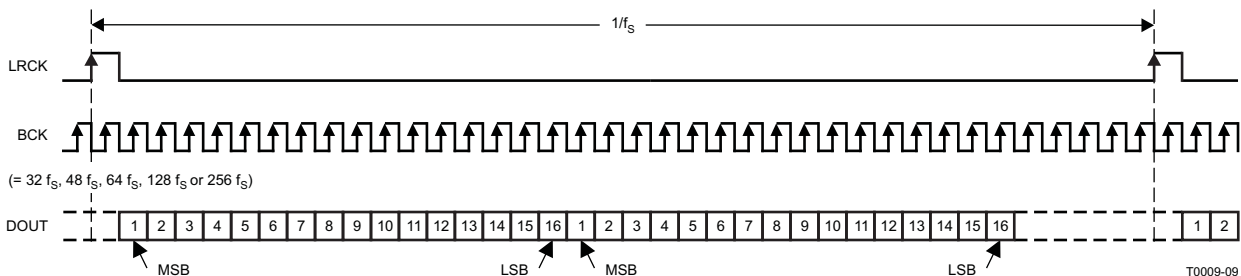 1/fS
LRCK
BCK
(= 32 fS, 48 fS, 64 fS, 128 fS or 256 fS)
DOUT 1 2 3 4 5 6 7 8 9 10 11 12 13 14 15 16 1 2 3 4 5 6 7 8 9 10 11 12 13 14 15 16 1 2
MSB LSB MSB LSB
T0009-09